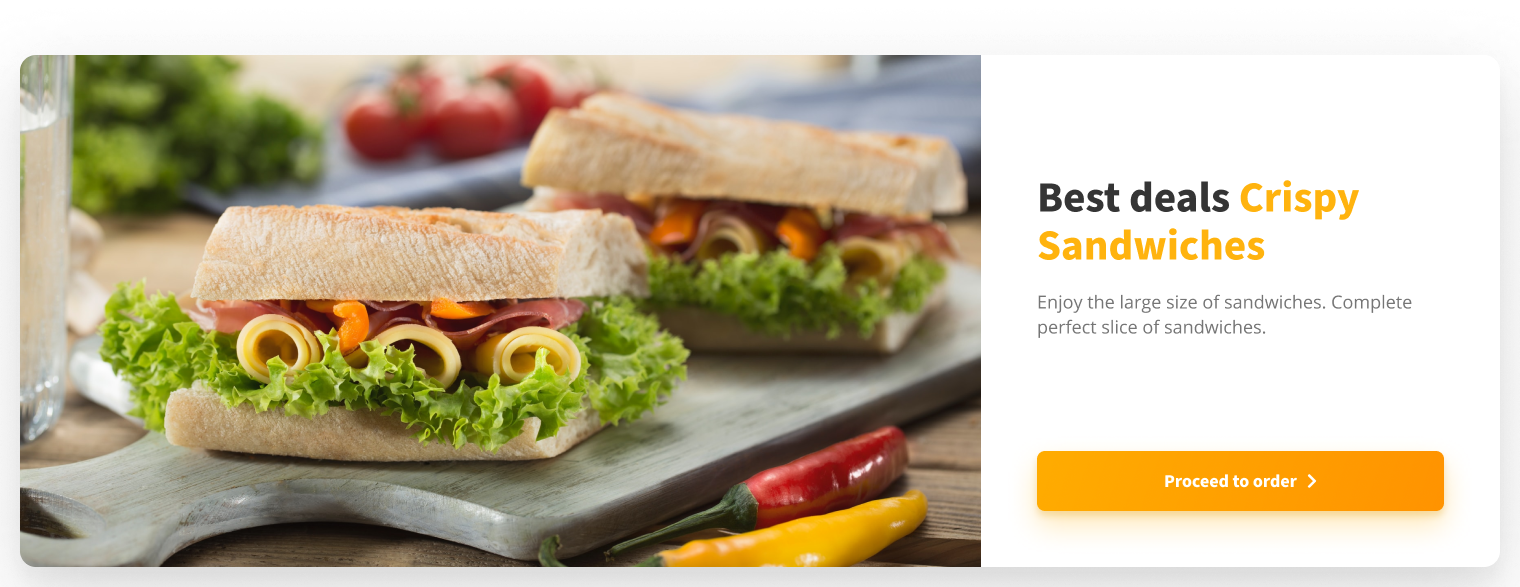 Best deals Crispy
Sandwiches
Enjoy the large size of sandwiches. Complete
perfect slice of sandwiches.
Proceed to order